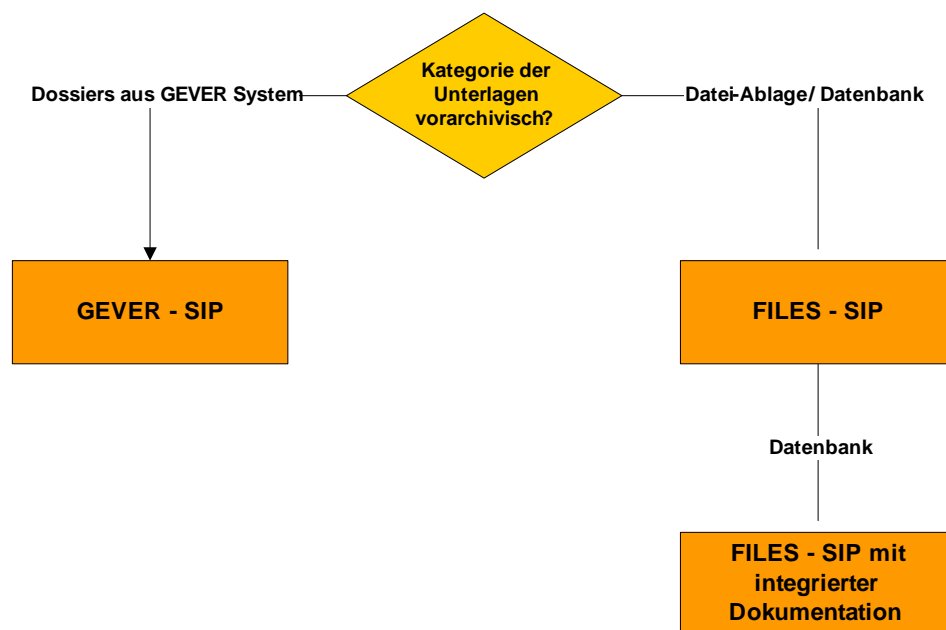 Kategorie der
Unterlagen
vorarchivisch?
Dossiers aus GEVER System
Datei-Ablage/ Datenbank
GEVER - SIP
FILES - SIP
Datenbank
FILES - SIP mit
integrierter
Dokumentation